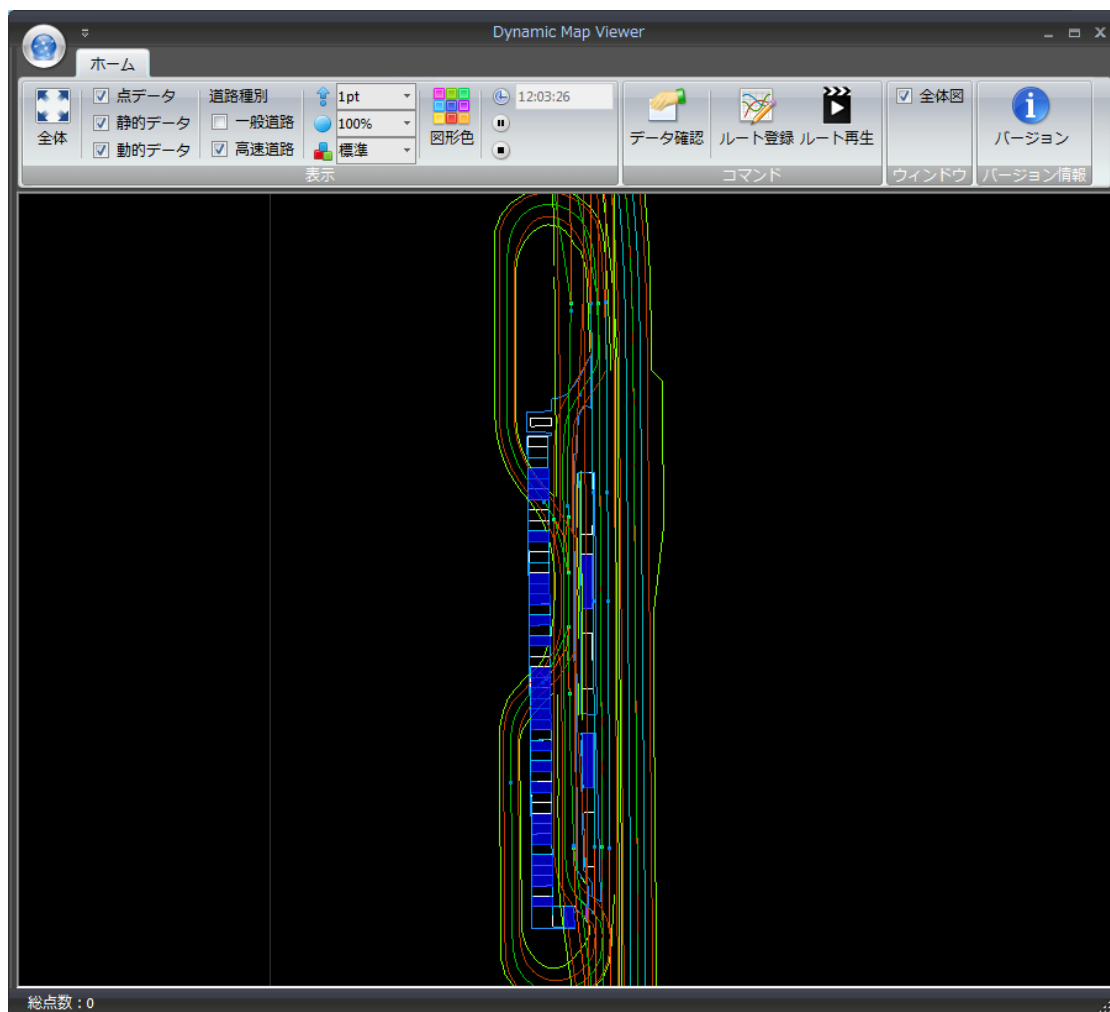 Dynamic Map Viewer
ホーム
全体
点データ
静的データ
動的データ
道路種別
一般道路
高速道路
1pt
100%
標準
図形色
12:03:26
表示
データ確認
ルート登録
ルート再生
コマンド
全体図
ウィンドウ
バージョン
バージョン情報
総点数:0